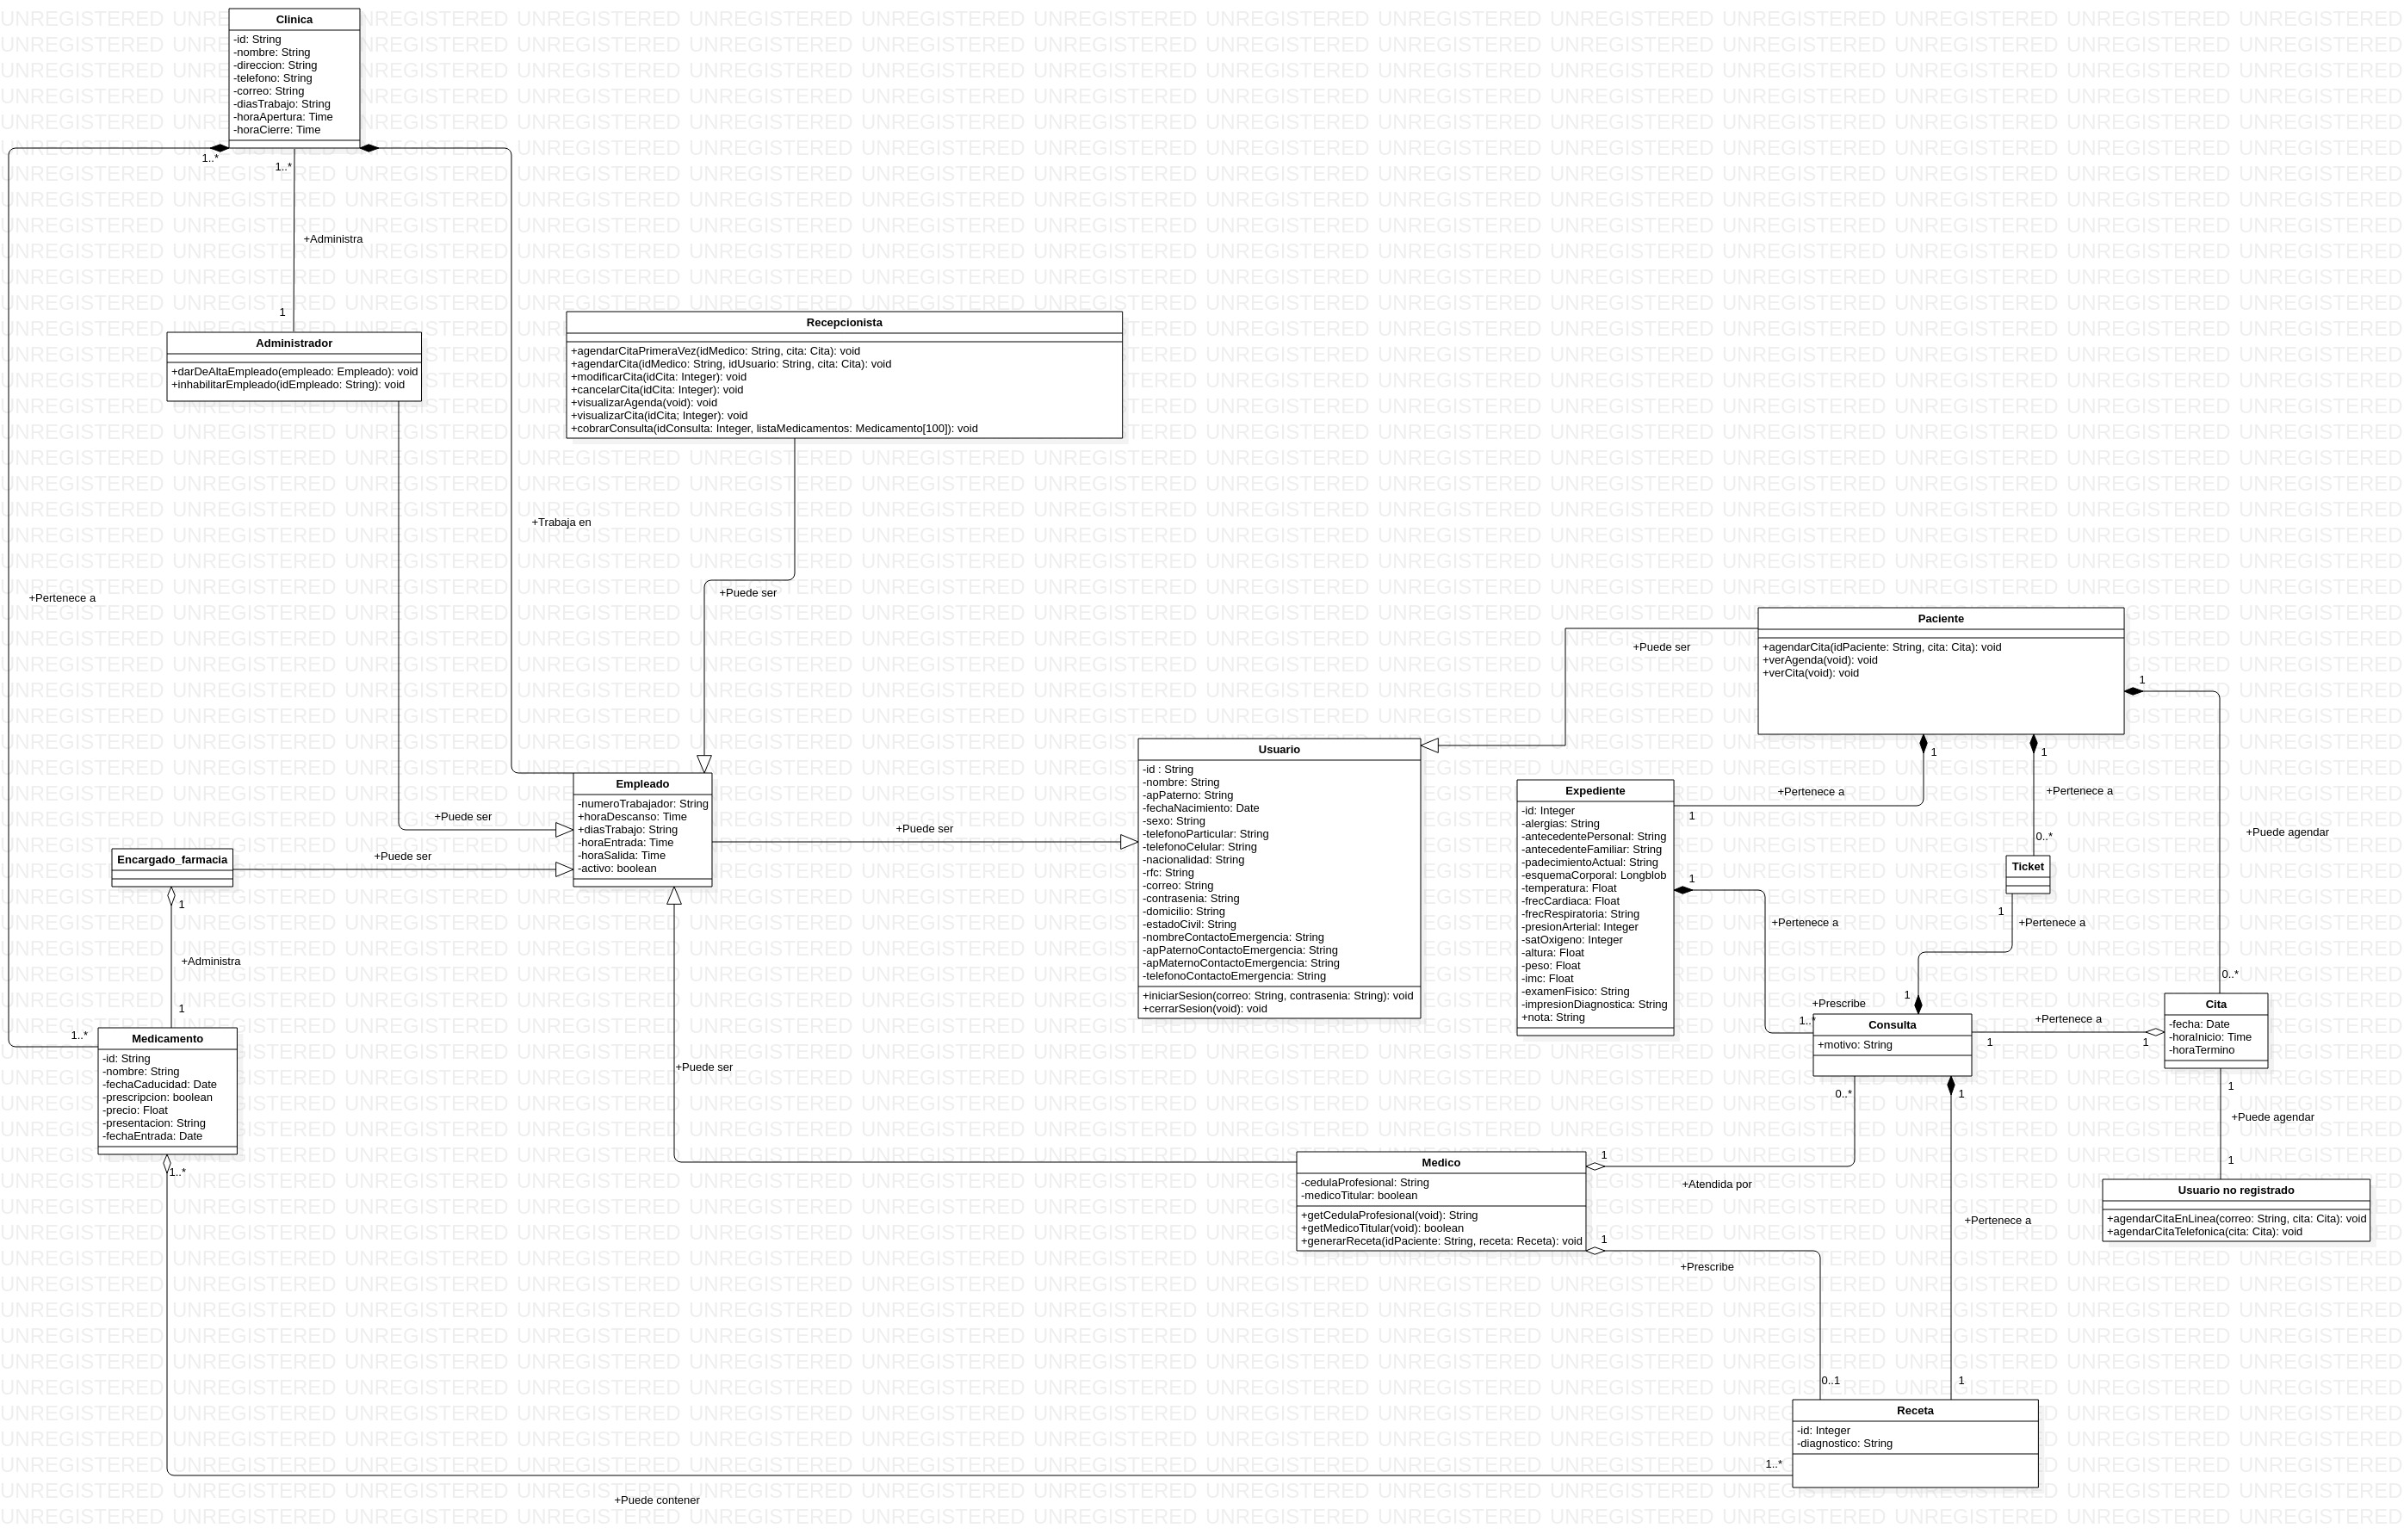 Clinica
-id: String
-nombre: String
-direccion: String
-telefono: String
-correo: String
-diasTrabajo: String
-horaApertura: Time
-horaCierre: Time
1..*
1..*
+Administra
1
Administrador
+darDeAltaEmpleado(empleado: Empleado): void
+inhabilitarEmpleado(idEmpleado: String): void
Recepcionista
+agendarCitaPrimeraVez(idMedico: String, cita: Cita): void
+agendarCita(idMedico: String, idUsuario: String, cita: Cita): void
+modificarCita(idCita: Integer): void
+cancelarCita(idCita: Integer): void
+visualizarAgenda(void): void
+visualizarCita(idCita; Integer): void
+cobrarConsulta(idConsulta: Integer, listaMedicamentos: Medicamento[100]): void
+Trabaja en
+Pertenece a
+Puede ser
Paciente
+agendarCita(idPaciente: String, cita: Cita): void
+verAgenda(void): void
+verCita(void): void
+Puede ser
1
1
1
+Pertenece a
+Pertenece a
1
0..*
+Puede agendar
0..*
Usuario
-id : String
-nombre: String
-apPaterno: String
-fechaNacimiento: Date
-sexo: String
-telefonoParticular: String
-telefonoCelular: String
-nacionalidad: String
-rfc: String
-correo: String
-contrasenia: String
-domicilio: String
-estadoCivil: String
-nombreContactoEmergencia: String
-apPaternoContactoEmergencia: String
-apMaternoContactoEmergencia: String
-telefonoContactoEmergencia: String
+iniciarSesion(correo: String, contrasenia: String): void
+cerrarSesion(void): void
Expediente
-id: Integer
-alergias: String
-antecedentePersonal: String
-antecedenteFamiliar: String
-padecimientoActual: String
-esquemaCorporal: Longblob
-temperatura: Float
-frecCardiaca: Float
-frecRespiratoria: String
-presionArterial: Integer
-satOxigeno: Integer
-altura: Float
-peso: Float
-imc: Float
-examenFisico: String
-impresionDiagnostica: String
+nota: String
Empleado
-numeroTrabajador: String
+horaDescanso: Time
+diasTrabajo: String
-horaEntrada: Time
-horaSalida: Time
-activo: boolean
+Puede ser
+Puede ser
+Puede ser
Encargado_farmacia
1
+Administra
1
1..*
Medicamento
-id: String
-nombre: String
-fechaCaducidad: Date
-prescripcion: boolean
-precio: Float
-presentacion: String
-fechaEntrada: Date
1..*
+Puede ser
Ticket
1
+Pertenece a
1
1
+Pertenece a
+Prescribe
1..*
Consulta
+motivo: String
+Pertenece a
1
1
Cita
-fecha: Date
-horaInicio: Time
-horaTermino
1
+Puede agendar
1
Usuario no registrado
+agendarCitaEnLinea(correo: String, cita: Cita): void
+agendarCitaTelefonica(cita: Cita): void
0..*
1
Medico
-cedulaProfesional: String
-medicoTitular: boolean
+getCedulaProfesional(void): String
+getMedicoTitular(void): boolean
+generarReceta(idPaciente: String, receta: Receta): void
1
+Atendida por
1
+Prescribe
+Pertenece a
0..1
1
Receta
-id: Integer
-diagnostico: String
1..*
+Puede contener
UNREGISTERED